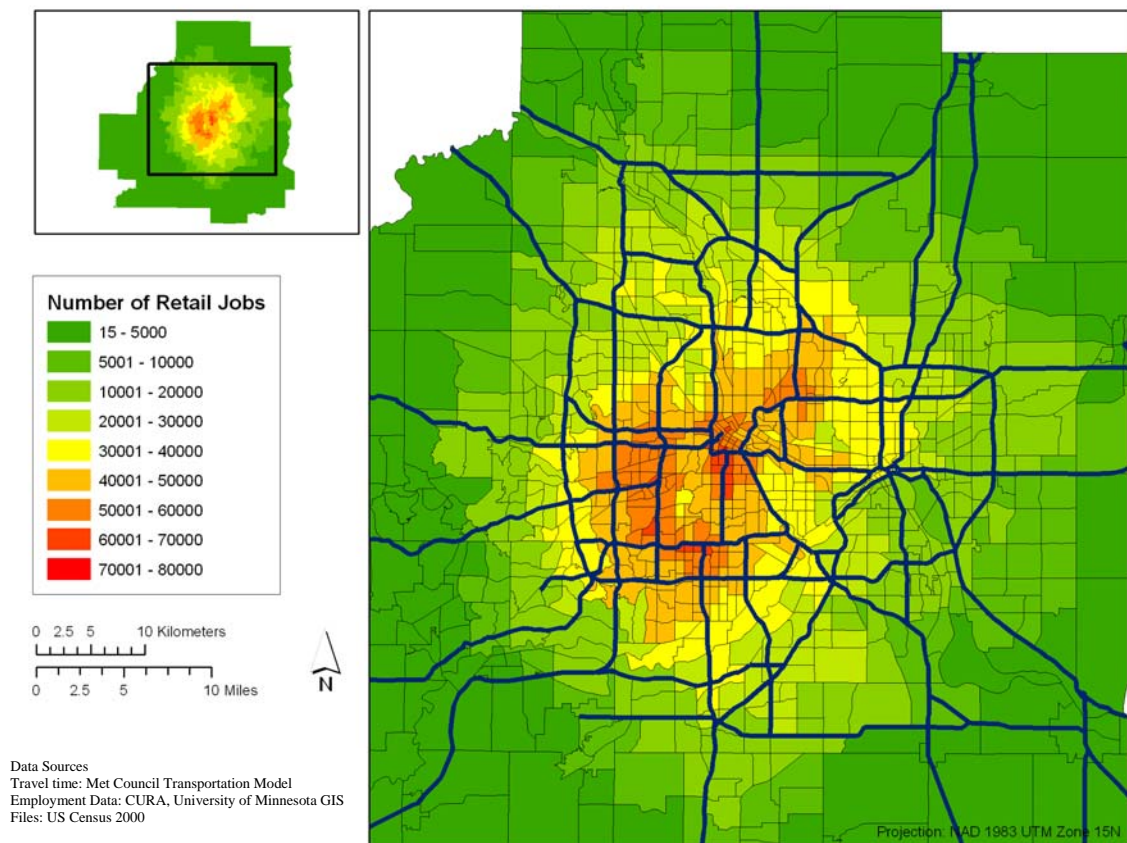 Number of Retail Jobs
15 - 5000
5001 - 10000
10001 - 20000
20001 - 30000
30001 - 40000
40001 - 50000
50001 - 60000
60001 - 70000
70001 - 80000
0 2.5 5 10 Kilometers
0 2.5 5 10 Miles
N
Data Sources
Travel time: Met Council Transportation Model
Employment Data: CURA, University of Minnesota GIS
Files: US Census 2000
Projection: NAD 1983 UTM Zone 15N